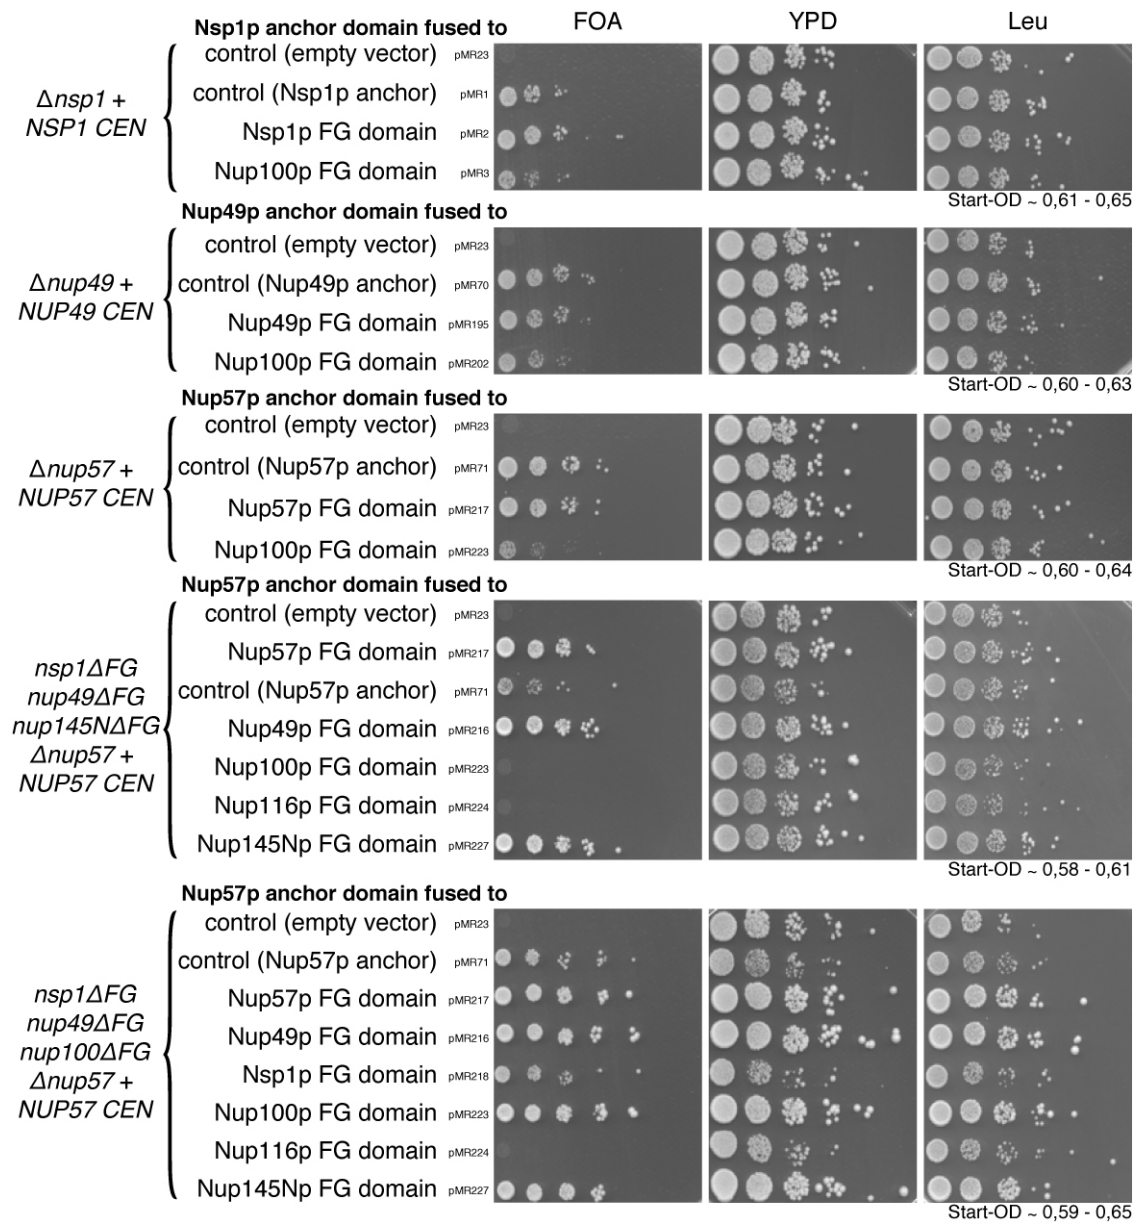 FOA YPD Leu
Nsp1p anchor domain fused to
Δnsp1 +
NSP1 CEN
control (empty vector) pMR23
control (Nsp1p anchor) pMR1
Nsp1p FG domain pMR2
Nup100p FG domain pMR3
Start-OD ~ 0,61 - 0,65
Nup49p anchor domain fused to
Δnup49 +
NUP49 CEN
control (empty vector) pMR23
control (Nup49p anchor) pMR70
Nup49p FG domain pMR195
Nup100p FG domain pMR202
Start-OD ~ 0,60 - 0,63
Nup57p anchor domain fused to
Δnup57 +
NUP57 CEN
control (empty vector) pMR23
control (Nup57p anchor) pMR71
Nup57p FG domain pMR217
Nup100p FG domain pMR223
Start-OD ~ 0,60 - 0,64
Nup57p anchor domain fused to
nsp1ΔFG
nup49ΔFG
nup145NΔFG
Δnup57 +
NUP57 CEN
control (empty vector) pMR23
Nup57p FG domain pMR217
control (Nup57p anchor) pMR71
Nup49p FG domain pMR216
Nup100p FG domain pMR223
Nup116p FG domain pMR224
Nup145Np FG domain pMR227
Start-OD ~ 0,58 - 0,61
Nup57p anchor domain fused to
nsp1ΔFG
nup49ΔFG
nup100ΔFG
Δnup57 +
NUP57 CEN
control (empty vector) pMR23
control (Nup57p anchor) pMR71
Nup57p FG domain pMR217
Nup49p FG domain pMR216
Nsp1p FG domain pMR218
Nup100p FG domain pMR223
Nup116p FG domain pMR224
Nup145Np FG domain pMR227
Start-OD ~ 0,59 - 0,65